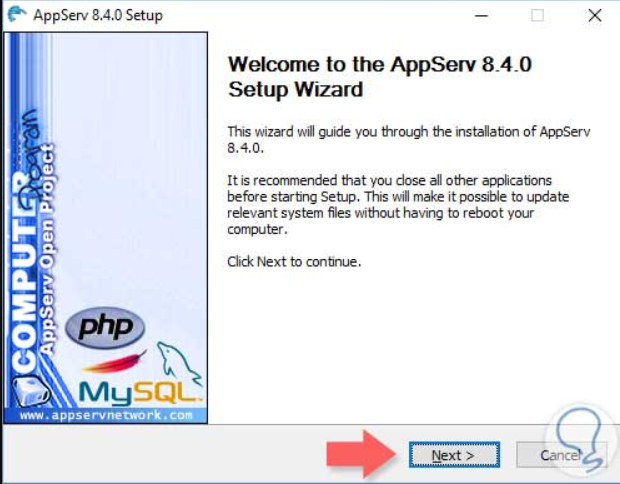 AppServ 8.4.0 Setup
Welcome to the AppServ 8.4.0
Setup Wizard
This wizard will guide you through the installation of AppServ
8.4.0.
It is recommended that you close all other applications
before starting Setup. This will make it possible to update
relevant system files without having to reboot your
computer.
Click Next to continue.
COMPUTER
Program
AppServ Open Project
php
MySQL
www.appservnetwork.com
Next >
Cancel